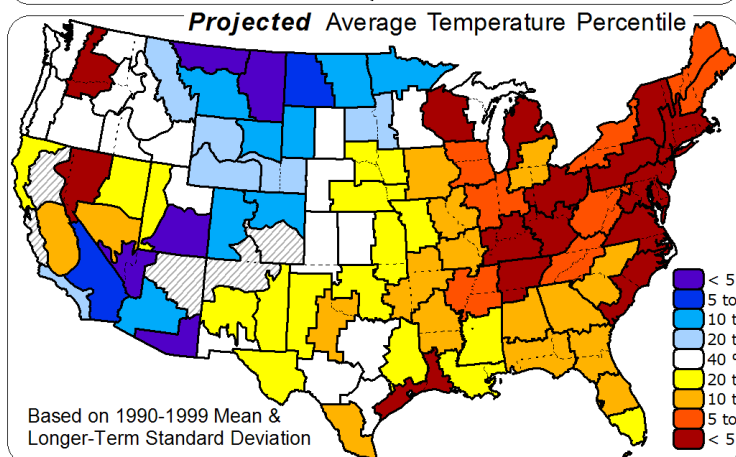 Projected Average Temperature Percentile
< 5
5 to
10 t
20 t
40 %
20 t
10 t
5 to
< 5
Based on 1990-1999 Mean &
Longer-Term Standard Deviation